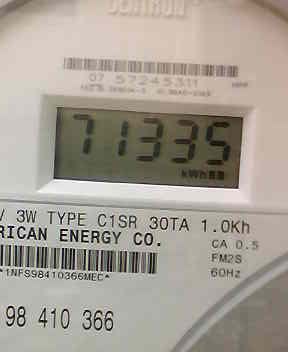 CENTRON
07 57245311
71335
kWh
V 3W TYPE C1SR 30TA 1.0Kh
RICAN ENERGY CO.
CA 0.5
FM2S
60Hz
*1NFS98410366MEC*
98 410 366